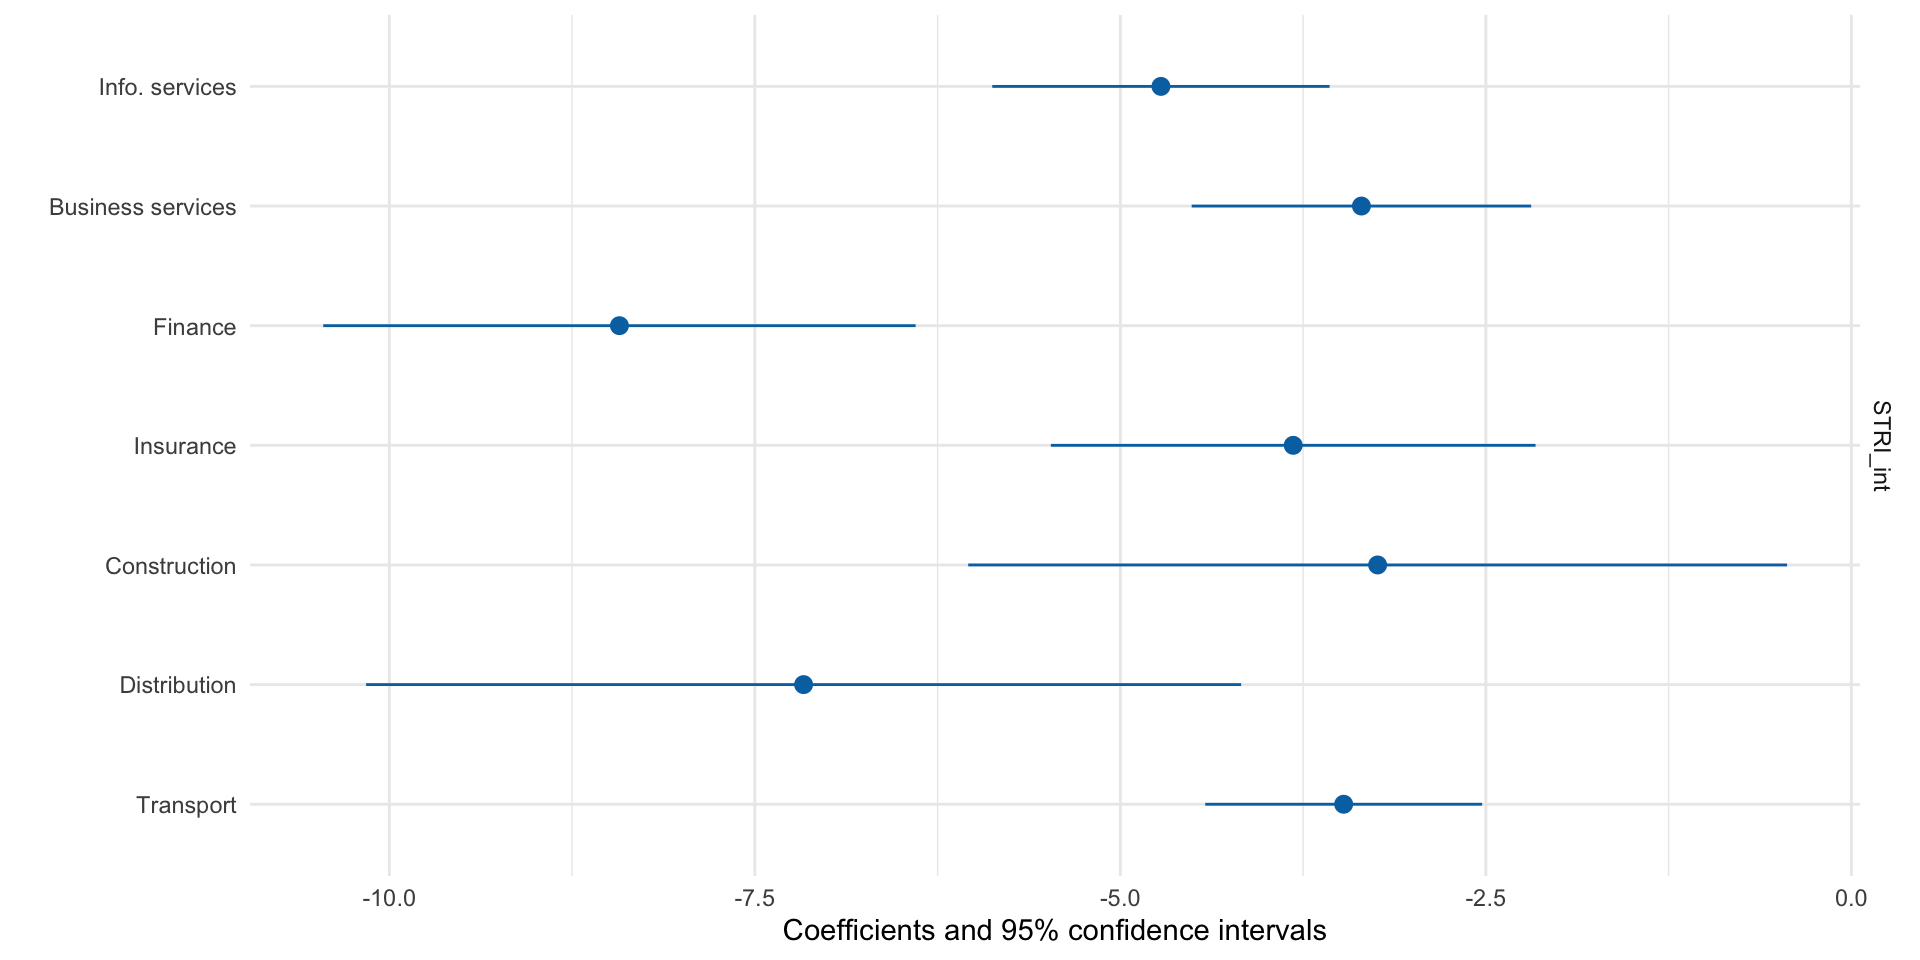 Info. services
Business services
Finance
Insurance
Construction
Distribution
Transport
STRI_int
-10.0 -7.5 -5.0 -2.5 0.0
Coefficients and 95% confidence intervals